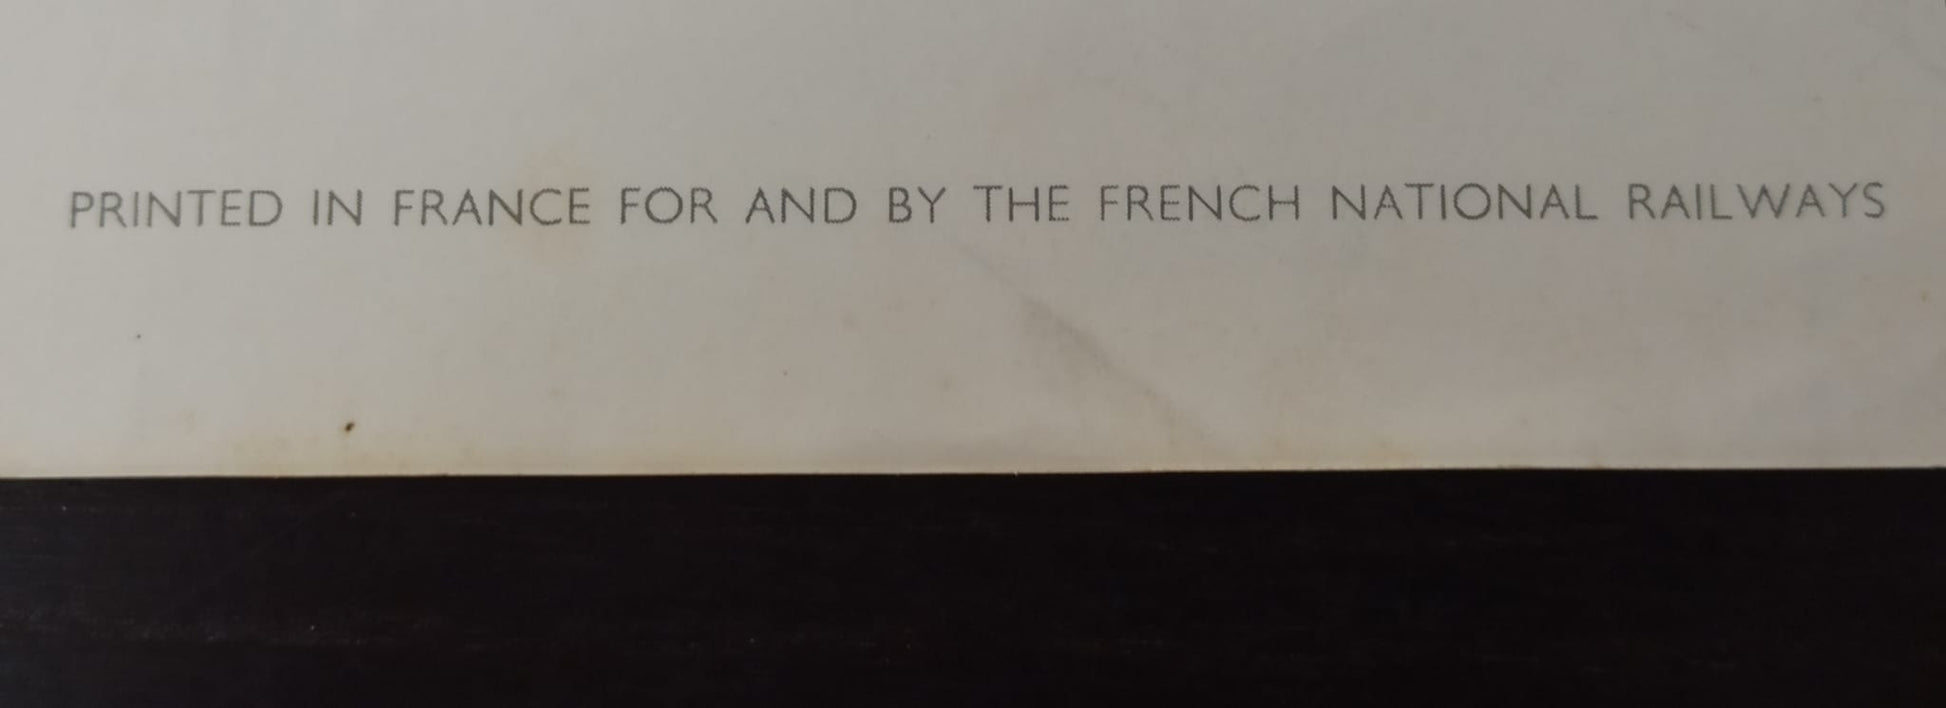 PRINTED IN FRANCE FOR AND BY THE FRENCH NATIONAL RAILWAYS